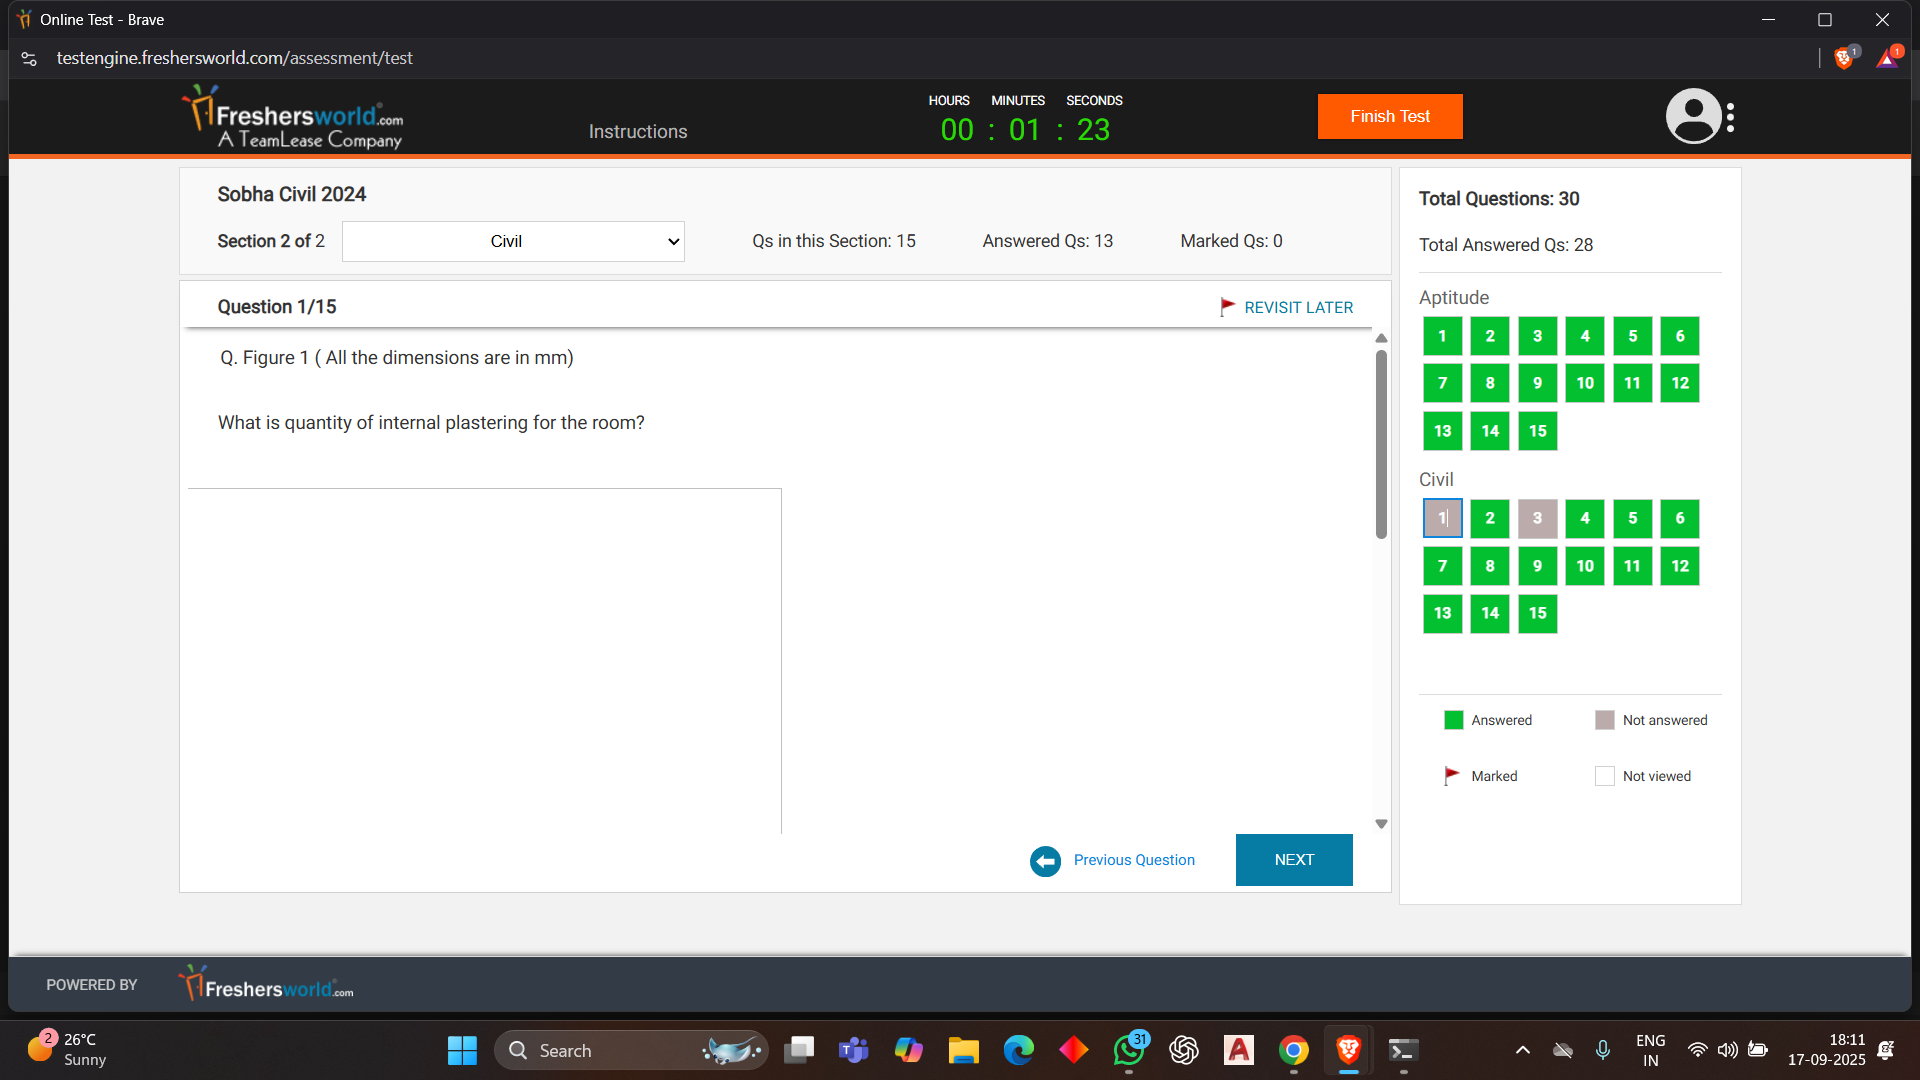 Online Test - Brave
testengine.freshersworld.com/assessment/test
1
1
Freshersworld.com
A TeamLease Company
Instructions
HOURS MINUTES SECONDS
00 : 01 : 23
Finish Test
Sobha Civil 2024
Section 2 of 2
Civil
Qs in this Section: 15
Answered Qs: 13
Marked Qs: 0
Question 1/15
REVISIT LATER
Q. Figure 1 ( All the dimensions are in mm)
What is quantity of internal plastering for the room?
Previous Question
NEXT
Total Questions: 30
Total Answered Qs: 28
Aptitude
1 2 3 4 5 6
7 8 9 10 11 12
13 14 15
Civil
1 2 3 4 5 6
7 8 9 10 11 12
13 14 15
Answered
Not answered
Marked
Not viewed
POWERED BY
Freshersworld.com
2
26°C
Sunny
Search
T
31
A
ENG
IN
18:11
17-09-2025